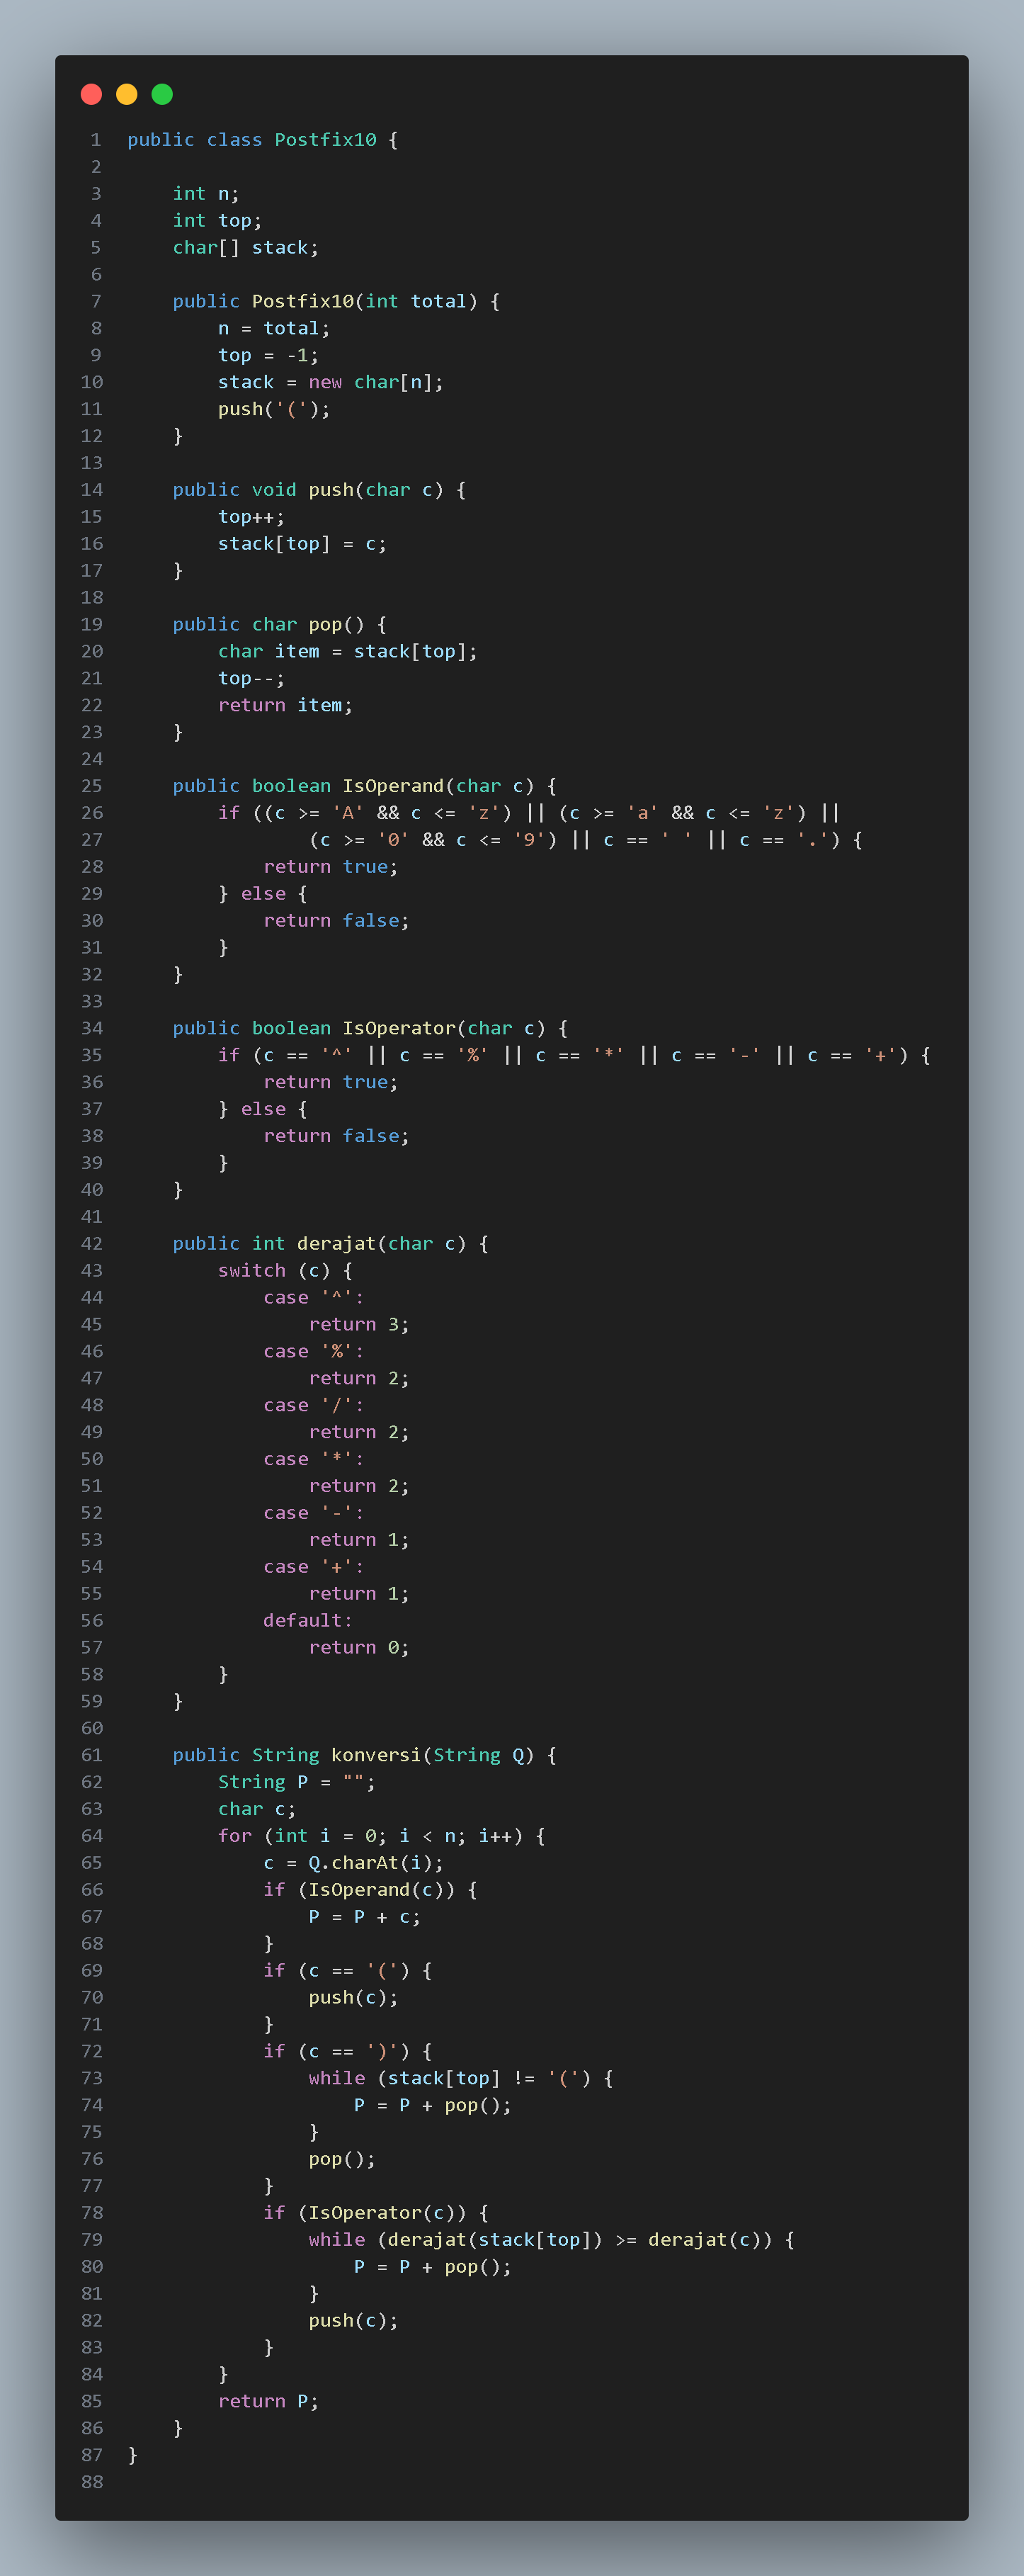 1 public class Postfix10 {
2
3     int n;
4     int top;
5     char[] stack;
6
7     public Postfix10(int total) {
8         n = total;
9         top = -1;
10         stack = new char[n];
11         push('(');
12     }
13
14     public void push(char c) {
15         top++;
16         stack[top] = c;
17     }
18
19     public char pop() {
20         char item = stack[top];
21         top--;
22         return item;
23     }
24
25     public boolean IsOperand(char c) {
26         if ((c >= 'A' && c <= 'z') || (c >= 'a' && c <= 'z') ||
27                 (c >= '0' && c <= '9') || c == ' ' || c == '.') {
28             return true;
29         } else {
30             return false;
31         }
32     }
33
34     public boolean IsOperator(char c) {
35         if (c == '^' || c == '%' || c == '*' || c == '-' || c == '+') {
36             return true;
37         } else {
38             return false;
39         }
40     }
41
42     public int derajat(char c) {
43         switch (c) {
44             case '^':
45                 return 3;
46             case '%':
47                 return 2;
48             case '/':
49                 return 2;
50             case '*':
51                 return 2;
52             case '-':
53                 return 1;
54             case '+':
55                 return 1;
56             default:
57                 return 0;
58         }
59     }
60
61     public String konversi(String Q) {
62         String P = "";
63         char c;
64         for (int i = 0; i < n; i++) {
65             c = Q.charAt(i);
66             if (IsOperand(c)) {
67                 P = P + c;
68             }
69             if (c == '(') {
70                 push(c);
71             }
72             if (c == ')') {
73                 while (stack[top] != '(') {
74                     P = P + pop();
75                 }
76                 pop();
77             }
78             if (IsOperator(c)) {
79                 while (derajat(stack[top]) >= derajat(c)) {
80                     P = P + pop();
81                 }
82                 push(c);
83             }
84         }
85         return P;
86     }
87 }
88